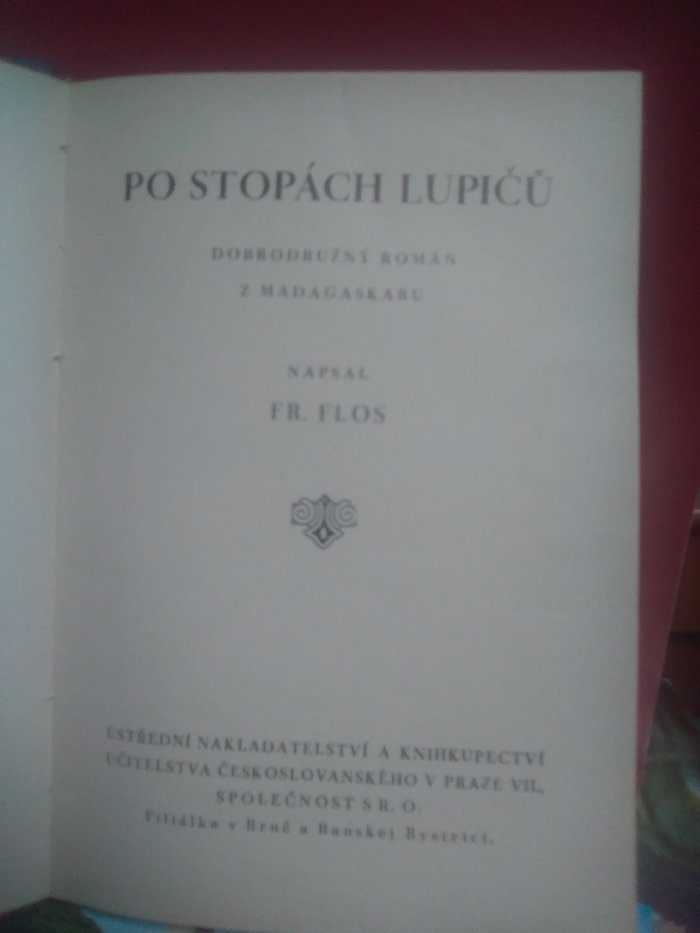 PO STOPÁCH LUPIČŮ
DOBRODRUŽNÝ ROMÁN
Z MADAGASKARU
NAPSAL
FR. FLOS
ÚSTŘEDNÍ NAKLADATELSTVÍ A KNIHKUPECTVÍ
UČITELSTVA ČESKOSLOVANSKÉHO V PRAZE VII.,
SPOLEČNOST S R. O.
Filiálka v Brně a Banskej Bystrici.